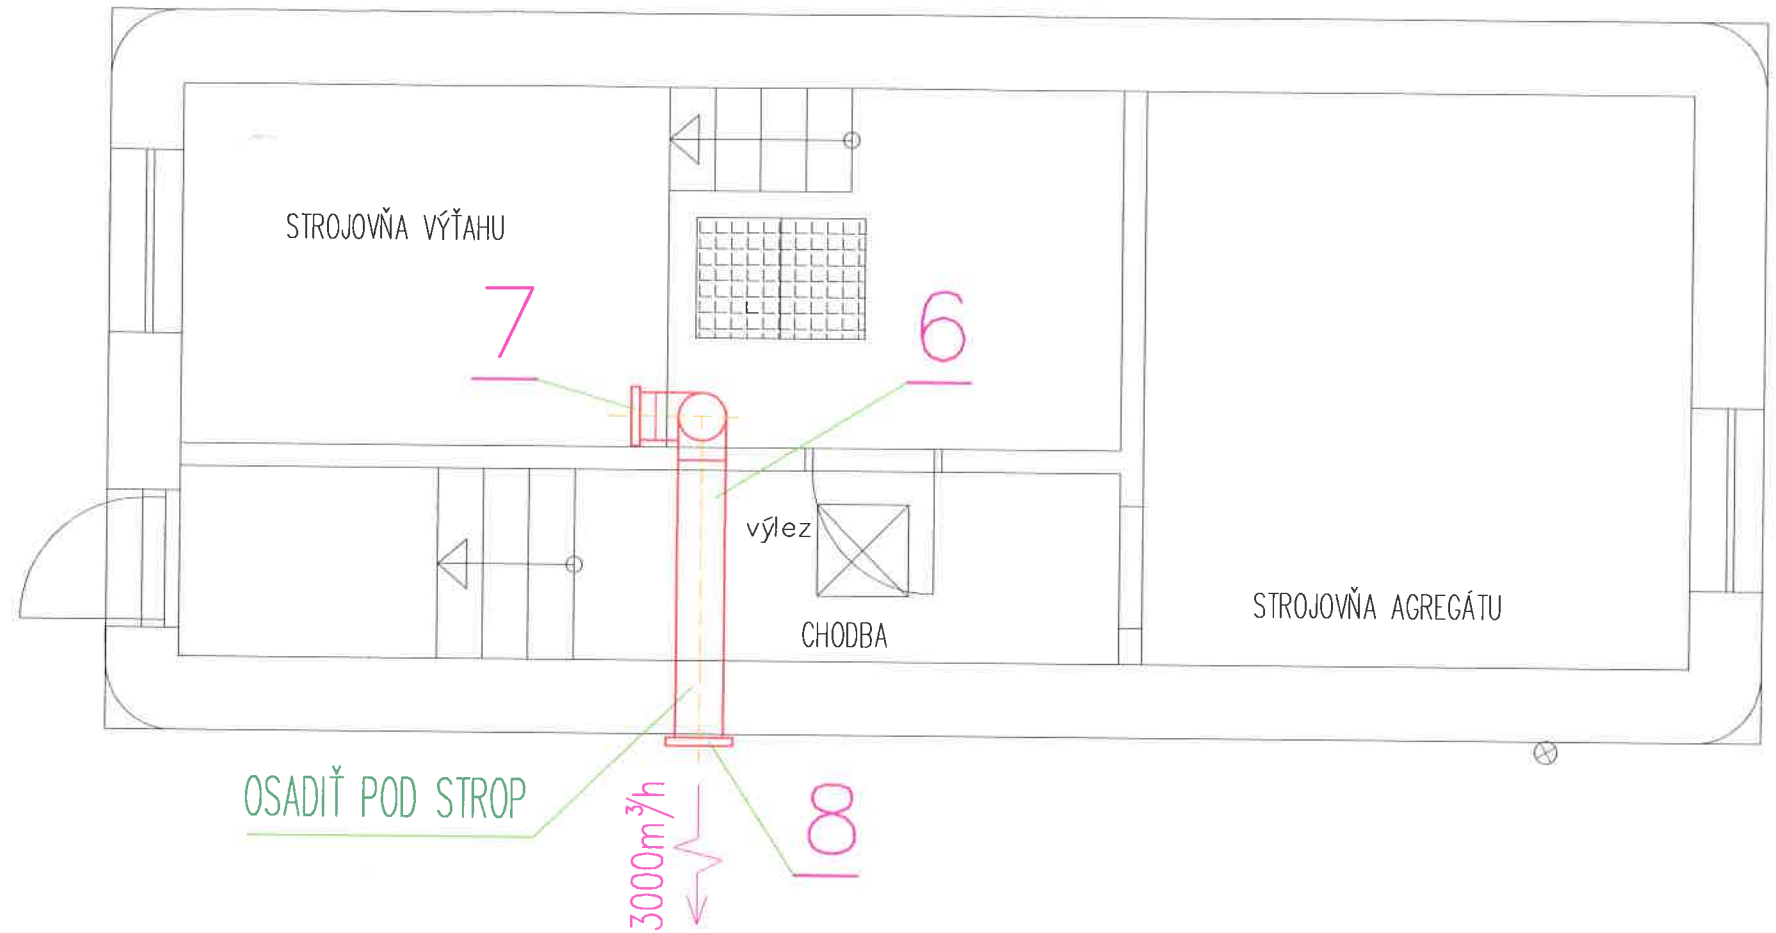 STROJOVŇA VÝŤAHU
7
6
výlez
CHODBA
STROJOVŇA AGREGÁTU
OSADIŤ POD STROP
3000m³/h
8